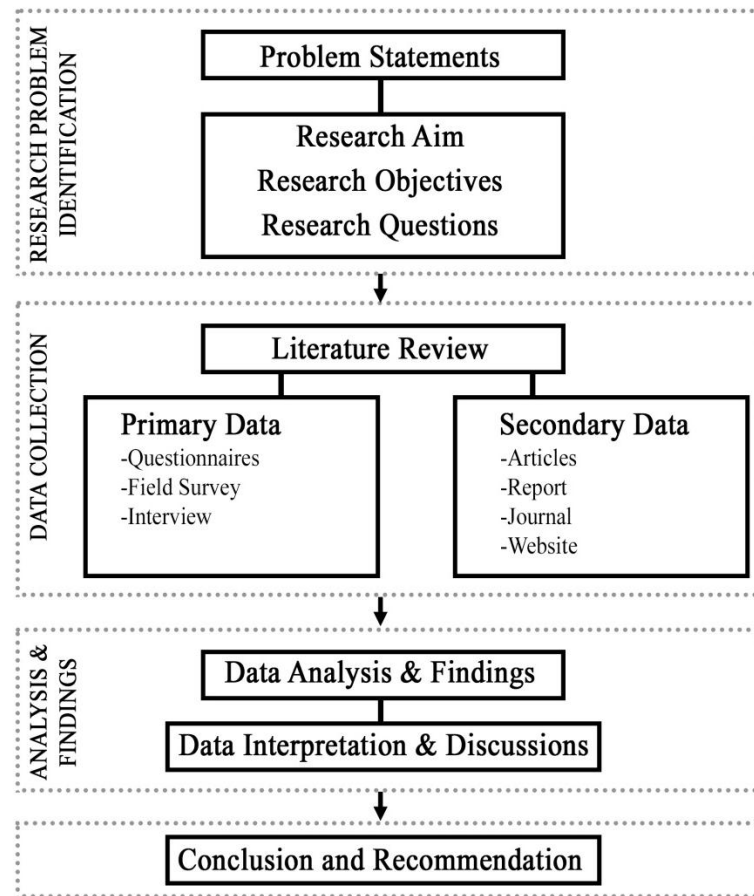 RESEARCH PROBLEM
IDENTIFICATION
Problem Statements
Research Aim
Research Objectives
Research Questions
DATA COLLECTION
Literature Review
Primary Data
-Questionnaires
-Field Survey
-Interview
Secondary Data
-Articles
-Report
-Journal
-Website
ANALYSIS &
FINDINGS
Data Analysis & Findings
Data Interpretation & Discussions
Conclusion and Recommendation